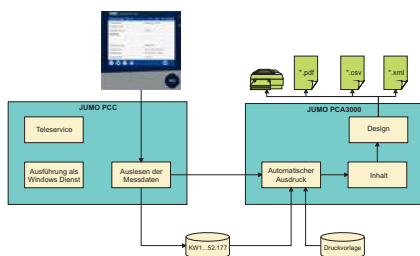 *.pdf
*.csv
*.xml
JUMO PCC
JUMO PCA3000
Teleservice
Design
Ausführung als
Windows Dienst
Auslesen der
Messdaten
Automatischer
Ausdruck
Inhalt
KW1...52.177
Druckvorlage